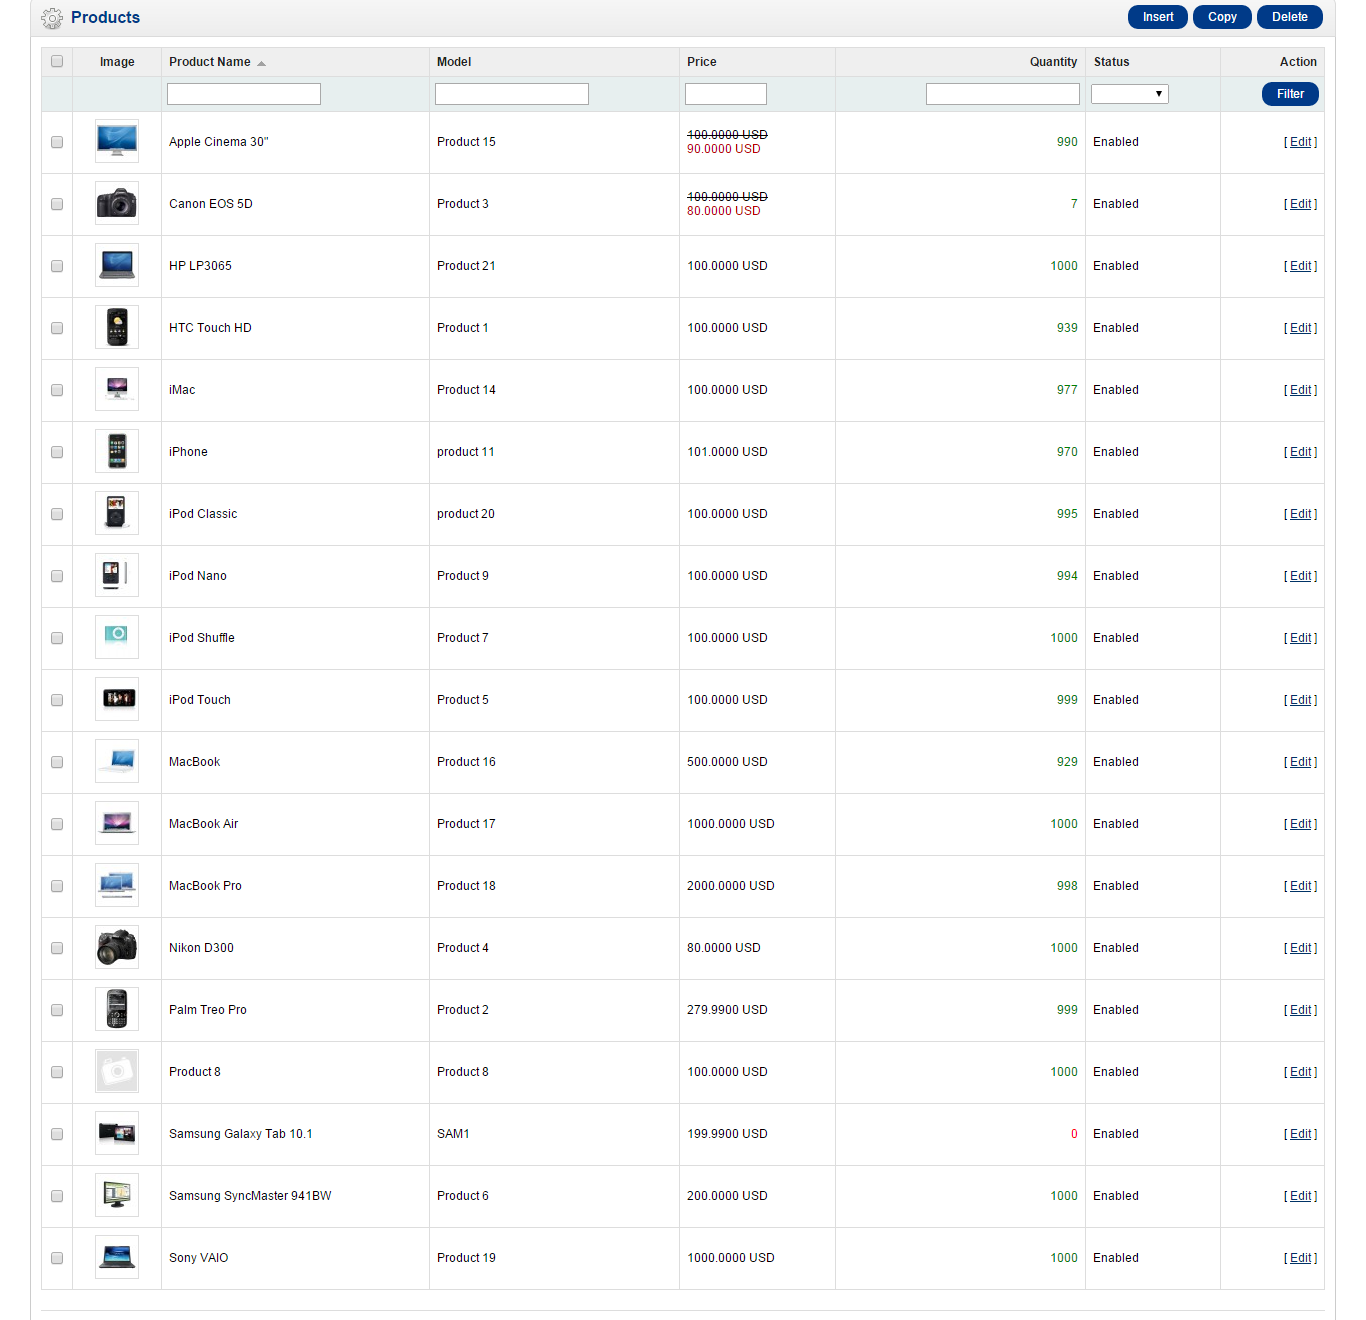 Products Insert Copy Delete
Image Product Name Model Price Quantity Status Action
Filter
Apple Cinema 30" Product 15 100.0000 USD 990 Enabled [ Edit ]
90.0000 USD
Canon EOS 5D Product 3 100.0000 USD 7 Enabled [ Edit ]
80.0000 USD
HP LP3065 Product 21 100.0000 USD 1000 Enabled [ Edit ]
HTC Touch HD Product 1 100.0000 USD 939 Enabled [ Edit ]
iMac Product 14 100.0000 USD 977 Enabled [ Edit ]
iPhone product 11 101.0000 USD 970 Enabled [ Edit ]
iPod Classic product 20 100.0000 USD 995 Enabled [ Edit ]
iPod Nano Product 9 100.0000 USD 994 Enabled [ Edit ]
iPod Shuffle Product 7 100.0000 USD 1000 Enabled [ Edit ]
iPod Touch Product 5 100.0000 USD 999 Enabled [ Edit ]
MacBook Product 16 500.0000 USD 929 Enabled [ Edit ]
MacBook Air Product 17 1000.0000 USD 1000 Enabled [ Edit ]
MacBook Pro Product 18 2000.0000 USD 998 Enabled [ Edit ]
Nikon D300 Product 4 80.0000 USD 1000 Enabled [ Edit ]
Palm Treo Pro Product 2 279.9900 USD 999 Enabled [ Edit ]
Product 8 Product 8 100.0000 USD 1000 Enabled [ Edit ]
Samsung Galaxy Tab 10.1 SAM1 199.9900 USD 0 Enabled [ Edit ]
Samsung SyncMaster 941BW Product 6 200.0000 USD 1000 Enabled [ Edit ]
Sony VAIO Product 19 1000.0000 USD 1000 Enabled [ Edit ]